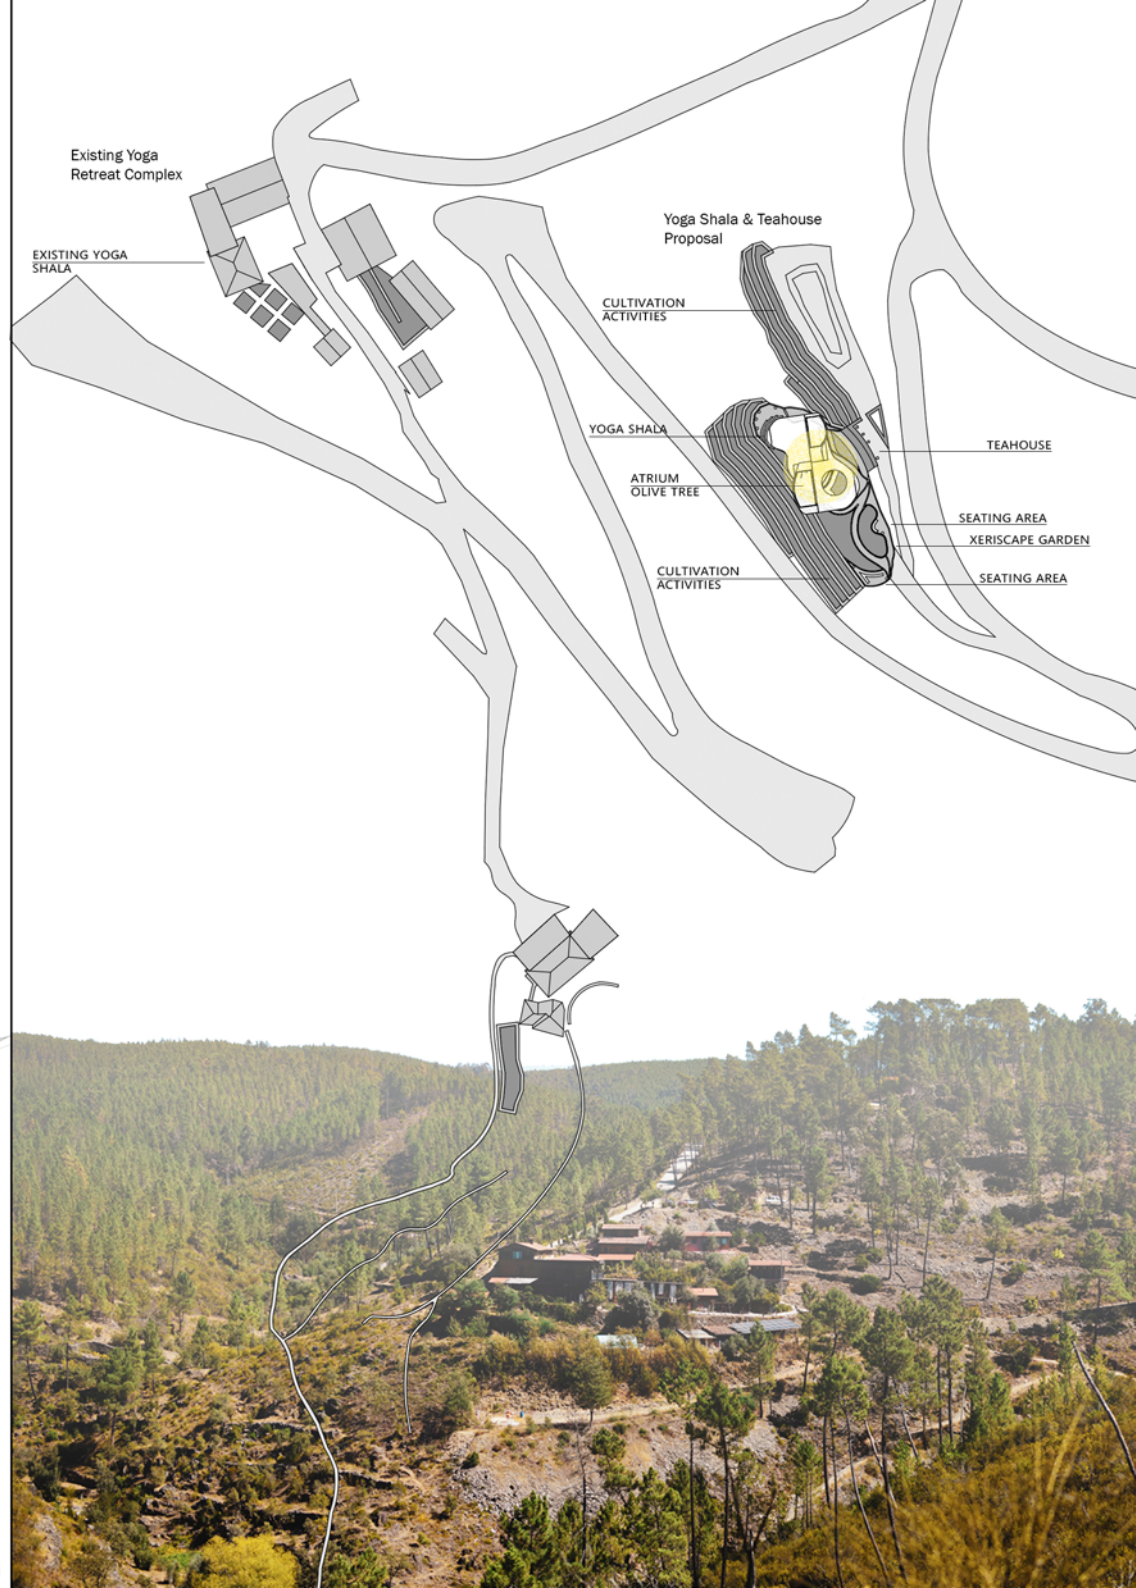 Existing Yoga
Retreat Complex
EXISTING YOGA
SHALA
Yoga Shala & Teahouse
Proposal
CULTIVATION
ACTIVITIES
YOGA SHALA
TEAHOUSE
ATRIUM
OLIVE TREE
SEATING AREA
XERISCAPE GARDEN
CULTIVATION
ACTIVITIES
SEATING AREA